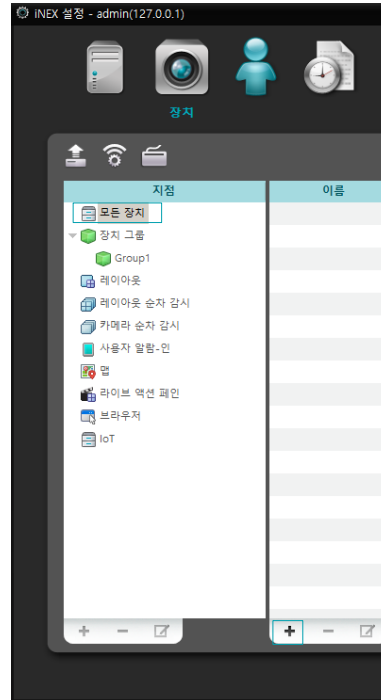 iNEX 설정 - admin(127.0.0.1)
장치
지점
이름
모든 장치
장치 그룹
Group1
레이아웃
레이아웃 순차 감시
카메라 순차 감시
사용자 알람-인
맵
라이브 액션 페인
브라우저
IoT